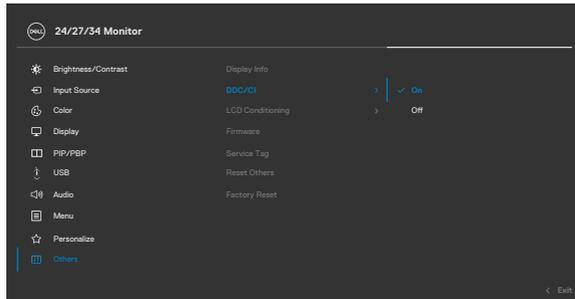 DELL 24/27/34 Monitor
Brightness/Contrast Display Info
Input Source DDC/CI On
Color LCD Conditioning Off
Display Firmware
PIP/PBP Service Tag
USB Reset Others
Audio Factory Reset
Menu
Personalize
Others
Exit